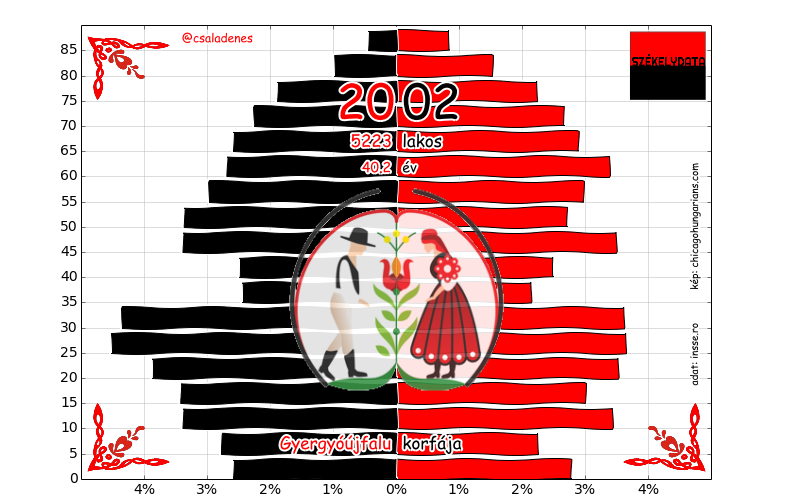 @csaladenes
SZÉKELYDATA
2002
5223 lakos
40.2 év
kép: chicagohungarians.com
adat: insse.ro
Gyergyóújfalu korfája
85
80
75
70
65
60
55
50
45
40
35
30
25
20
15
10
5
0
4% 3% 2% 1% 0% 1% 2% 3% 4%